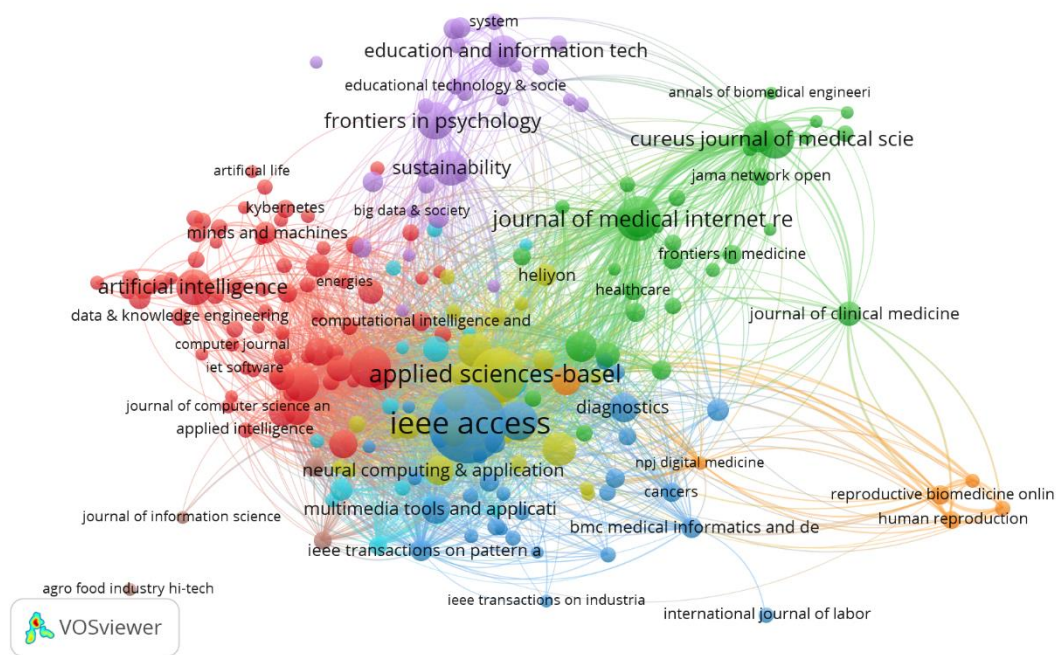 system
education and information tech
educational technology & socie
annals of biomedical engineeri
frontiers in psychology
cureus journal of medical scie
sustainability
artificial life
jama network open
kybernetes
big data & society
journal of medical internet re
minds and machines
frontiers in medicine
heliyon
energies
artificial intelligence
healthcare
data & knowledge engineering
computational intelligence and
journal of clinical medicine
computer journal
iet software
applied sciences-basel
journal of computer science an
diagnostics
ieee access
applied intelligence
npj digital medicine
neural computing & application
cancers
reproductive biomedicine onlin
multimedia tools and applicati
journal of information science
human reproduction
bmc medical informatics and de
ieee transactions on pattern a
agro food industry hi-tech
ieee transactions on industria
international journal of labor
VOSviewer